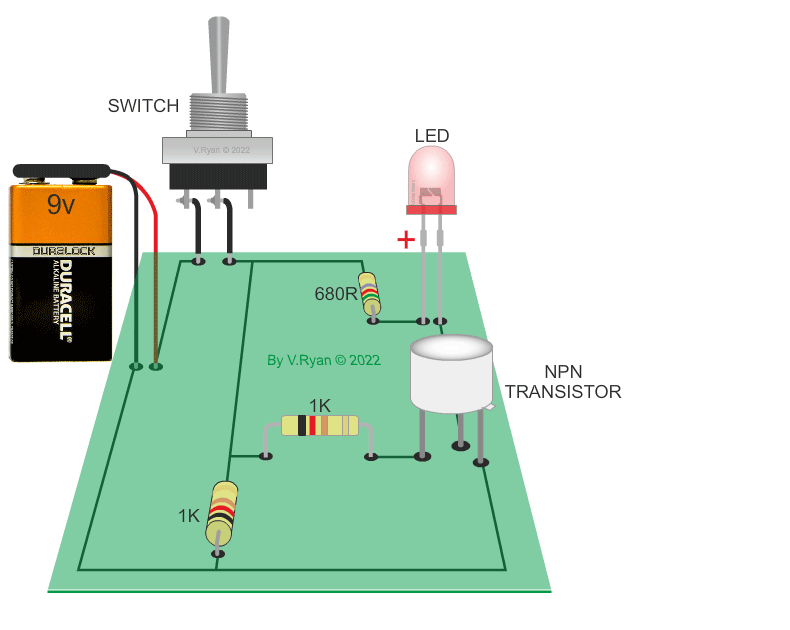 SWITCH
V.Ryan © 2022
LED
9v
DURALOCK
DURACELL®
ALKALINE BATTERY
+
680R
By V.Ryan © 2022
NPN
TRANSISTOR
1K
1K